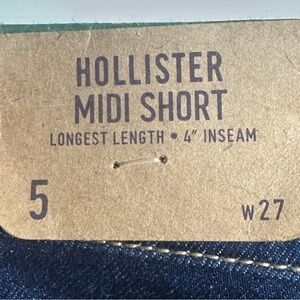 HOLLISTER
MIDI SHORT
LONGEST LENGTH • 4" INSEAM
5
W27